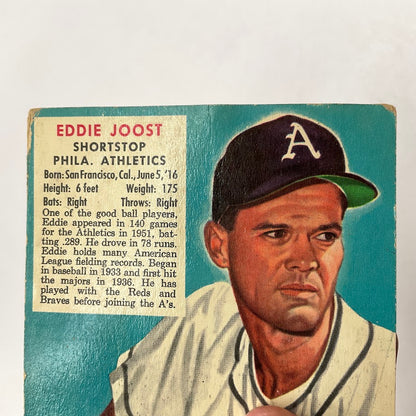 EDDIE JOOST
SHORTSTOP
PHILA. ATHLETICS
Born: San Francisco, Cal., June 5, '16
Height: 6 feet Weight: 175
Bats: Right Throws: Right
One of the good ball players,
Eddie appeared in 140 games
for the Athletics in 1951, bat-
ting .289. He drove in 78 runs.
Eddie holds many American
League fielding records. Began
in baseball in 1933 and first hit
the majors in 1936. He has
played with the Reds and
Braves before joining the A's.
A